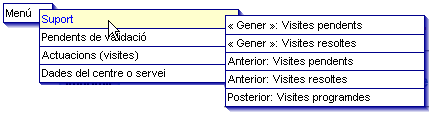 Menú
Suport
Pendents de validació
Actuacions (visites)
Dades del centre o servei
« Gener »: Visites pendents
« Gener »: Visites resoltes
Anterior: Visites pendents
Anterior: Visites resoltes
Posterior: Visites programdes